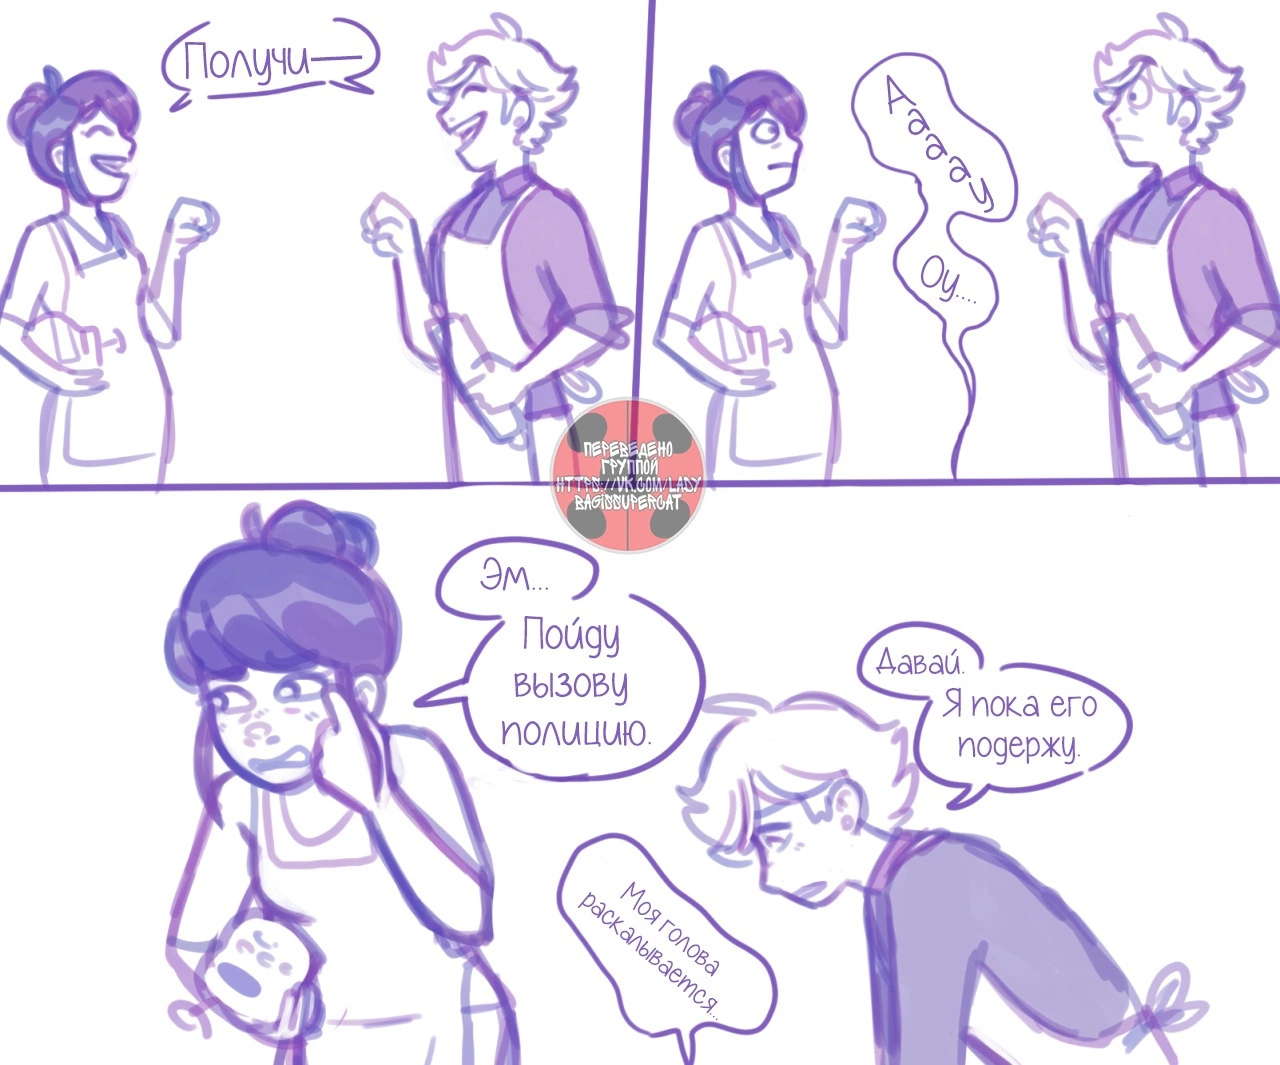 Получи—
Аааау
Оу....
ПЕРЕВЕДЕНО
ГРУППОЙ
HTTPS://VK.COM/LADY
BAGISSUPERCAT
Эм...
Пойду
вызову
полицию.
Давай.
Я пока его
подержу.
Моя голова
раскалывается...